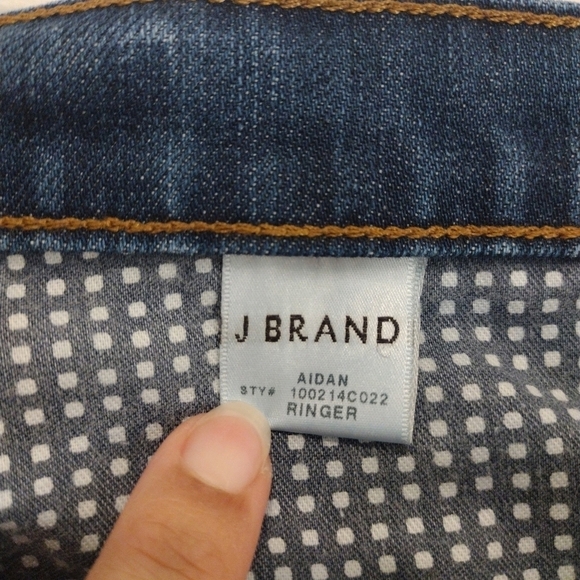 J BRAND
AIDAN
STY# 100214C022
RINGER